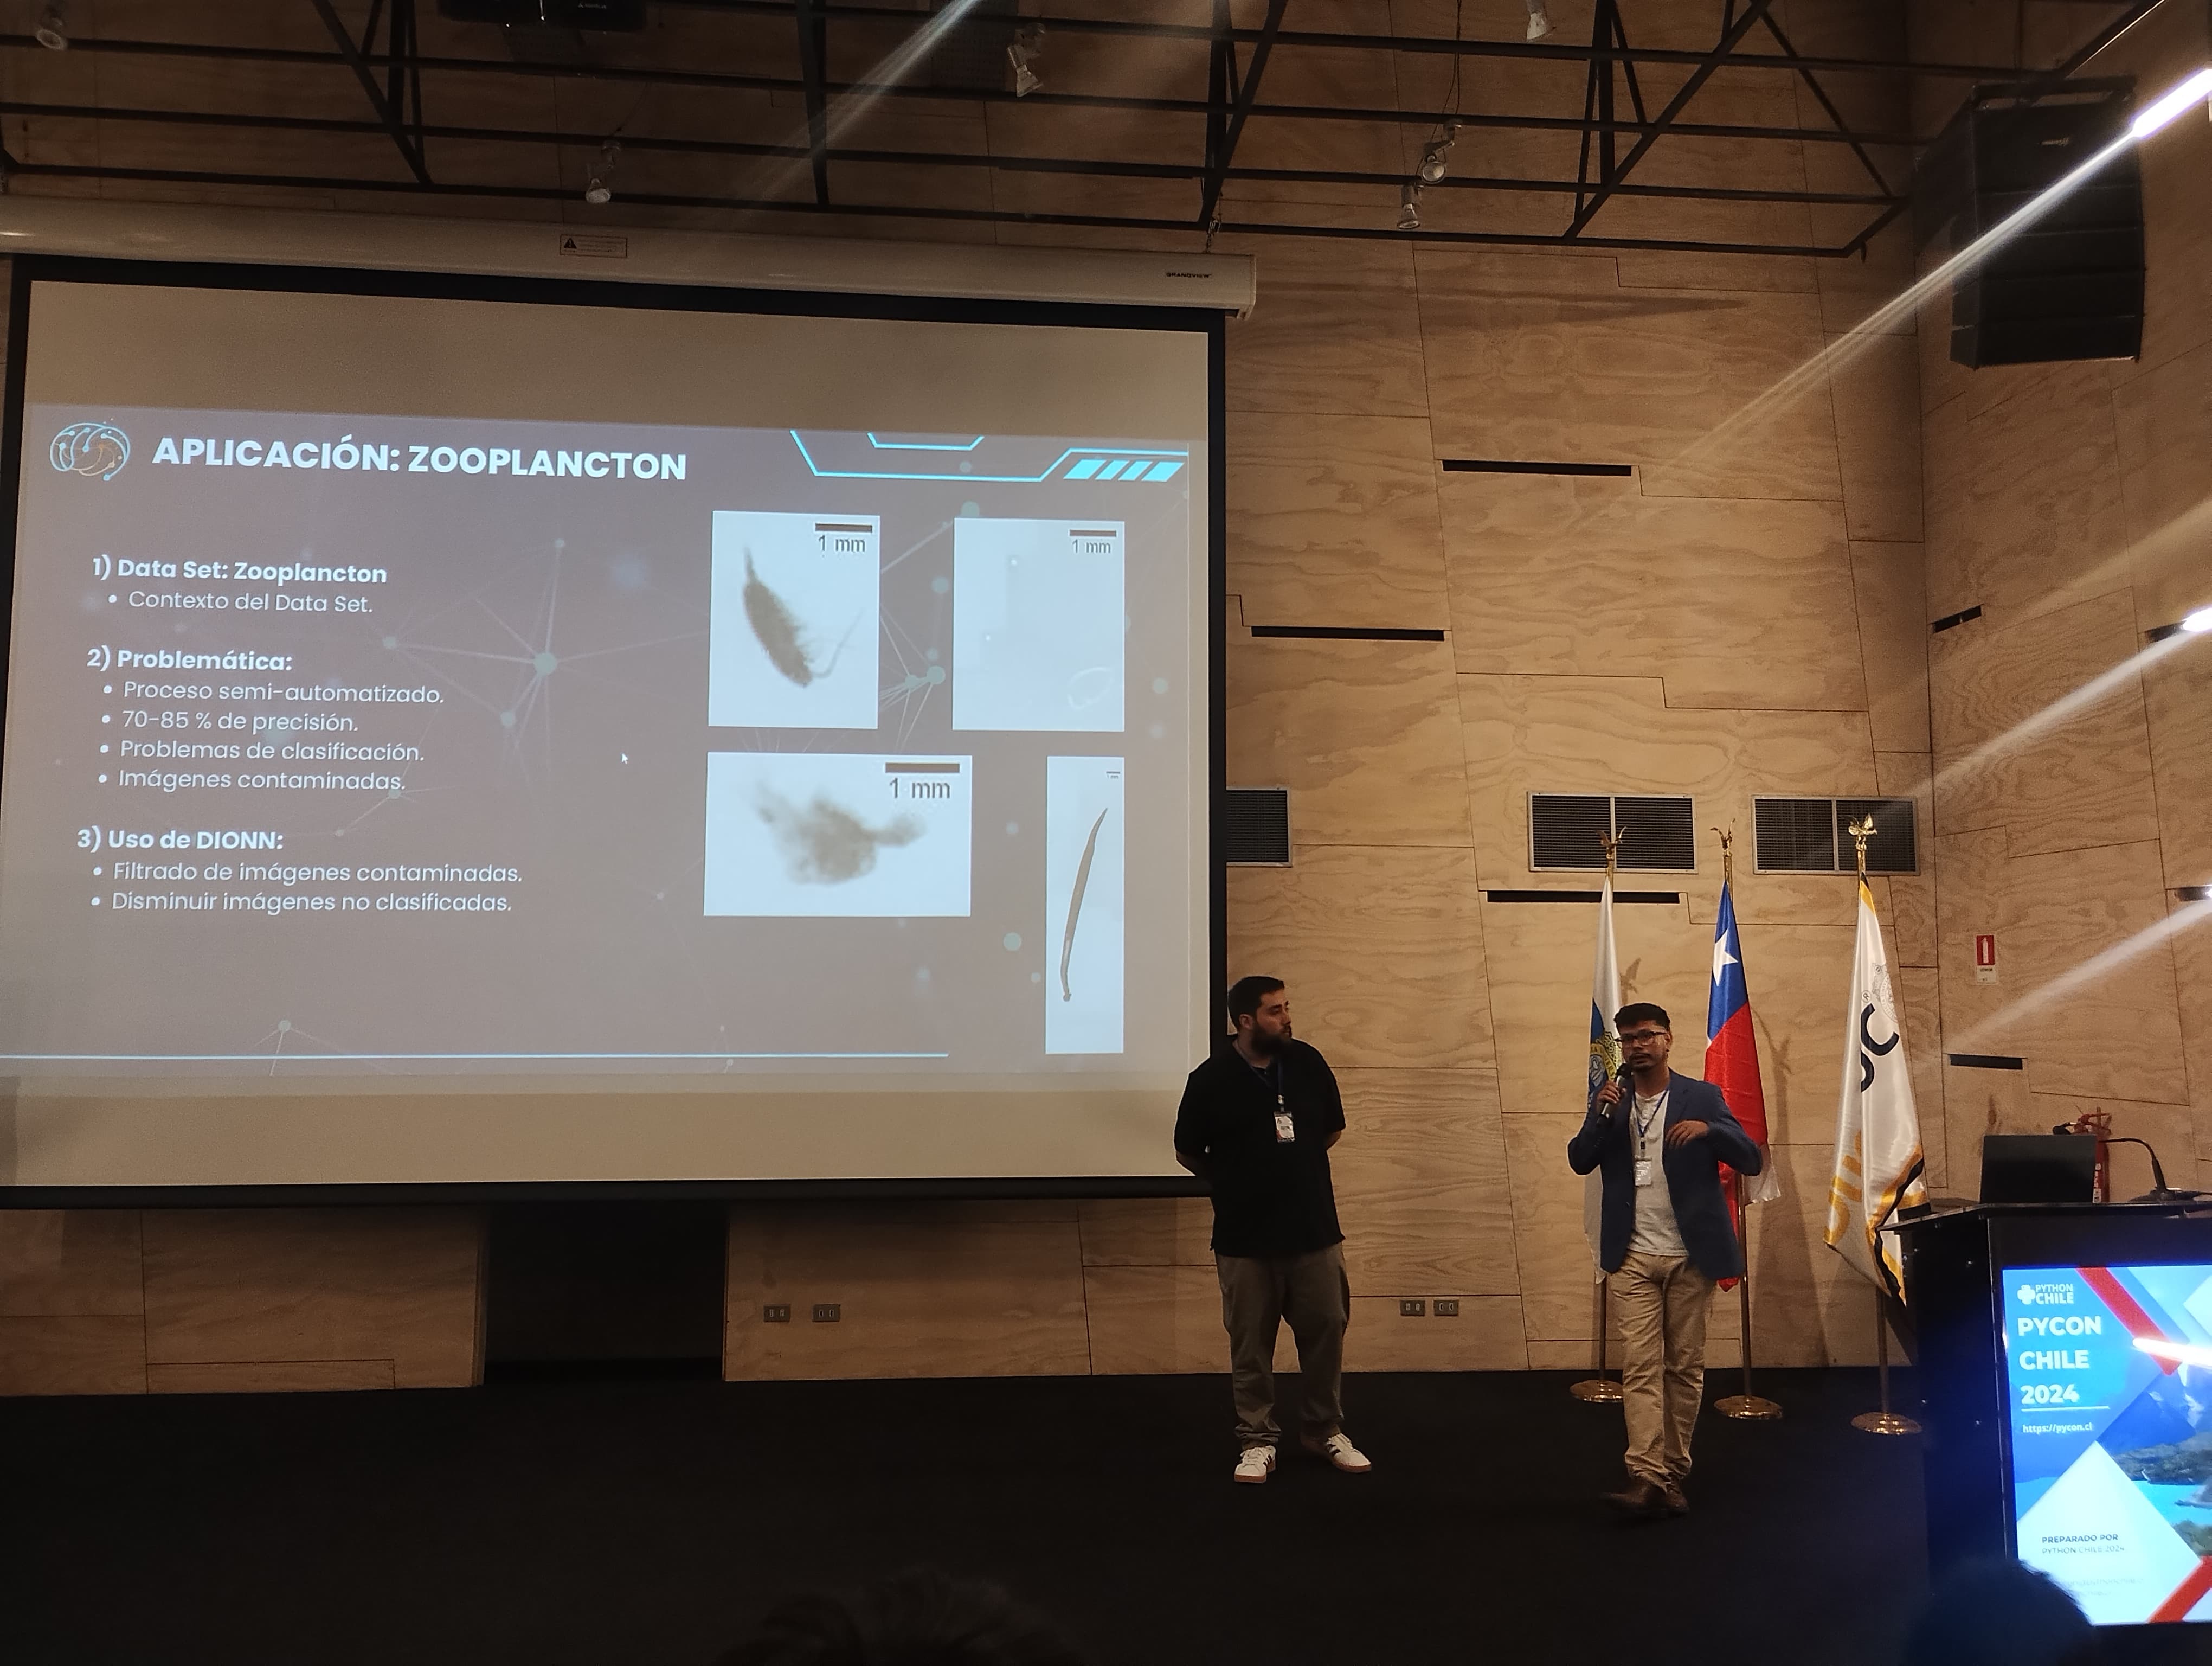 GRANDVIEW
APLICACIÓN: ZOOPLANCTON
1) Data Set: Zooplancton
• Contexto del Data Set.
2) Problemática:
• Proceso semi-automatizado.
• 70-85 % de precisión.
• Problemas de clasificación.
• Imágenes contaminadas.
3) Uso de DIONN:
• Filtrado de imágenes contaminadas.
• Disminuir imágenes no clasificadas.
1 mm
1 mm
1 mm
PYTHON
CHILE
PYCON
CHILE
2024
https://pycon.cl
PREPARADO POR
PYTHON CHILE 2024